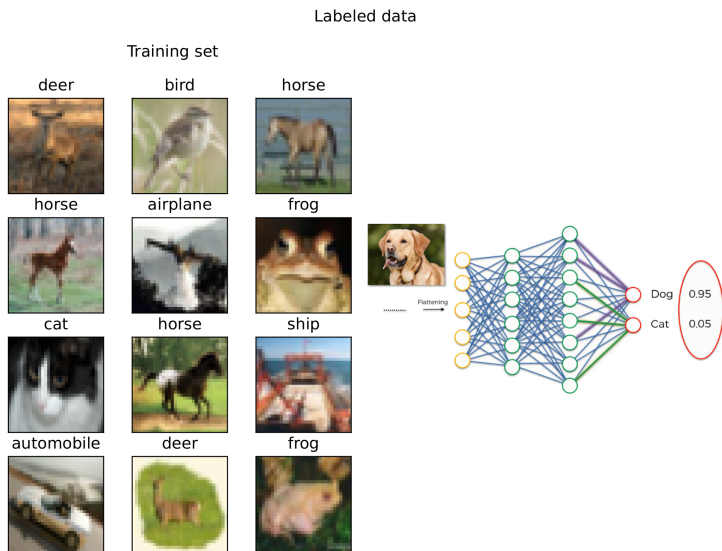 Labeled data
Training set
deer bird horse
horse airplane frog
cat horse ship
automobile deer frog
Flattening
Dog 0.95
Cat 0.05